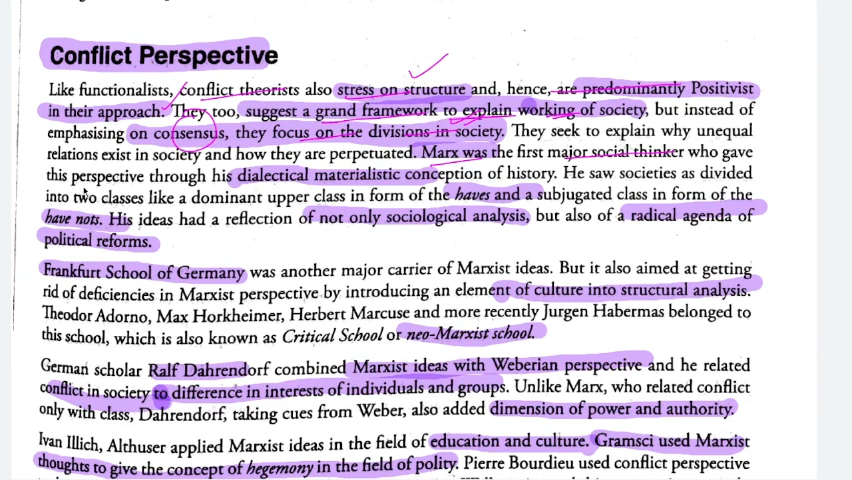 Conflict Perspective
Like functionalists, conflict theorists also stress on structure and, hence, are predominantly Positivist
in their approach. They too, suggest a grand framework to explain working of society, but instead of
emphasising on consensus, they focus on the divisions in society. They seek to explain why unequal
relations exist in society and how they are perpetuated. Marx was the first major social thinker who gave
this perspective through his dialectical materialistic conception of history. He saw societies as divided
into two classes like a dominant upper class in form of the haves and a subjugated class in form of the
have nots. His ideas had a reflection of not only sociological analysis, but also of a radical agenda of
political reforms.
Frankfurt School of Germany was another major carrier of Marxist ideas. But it also aimed at getting
rid of deficiencies in Marxist perspective by introducing an element of culture into structural analysis.
Theodor Adorno, Max Horkheimer, Herbert Marcuse and more recently Jurgen Habermas belonged to
this school, which is also known as Critical School or neo-Marxist school.
German scholar Ralf Dahrendorf combined Marxist ideas with Weberian perspective and he related
conflict in society to difference in interests of individuals and groups. Unlike Marx, who related conflict
only with class, Dahrendorf, taking cues from Weber, also added dimension of power and authority.
Ivan Illich, Althuser applied Marxist ideas in the field of education and culture. Gramsci used Marxist
thoughts to give the concept of hegemony in the field of polity. Pierre Bourdieu used conflict perspective